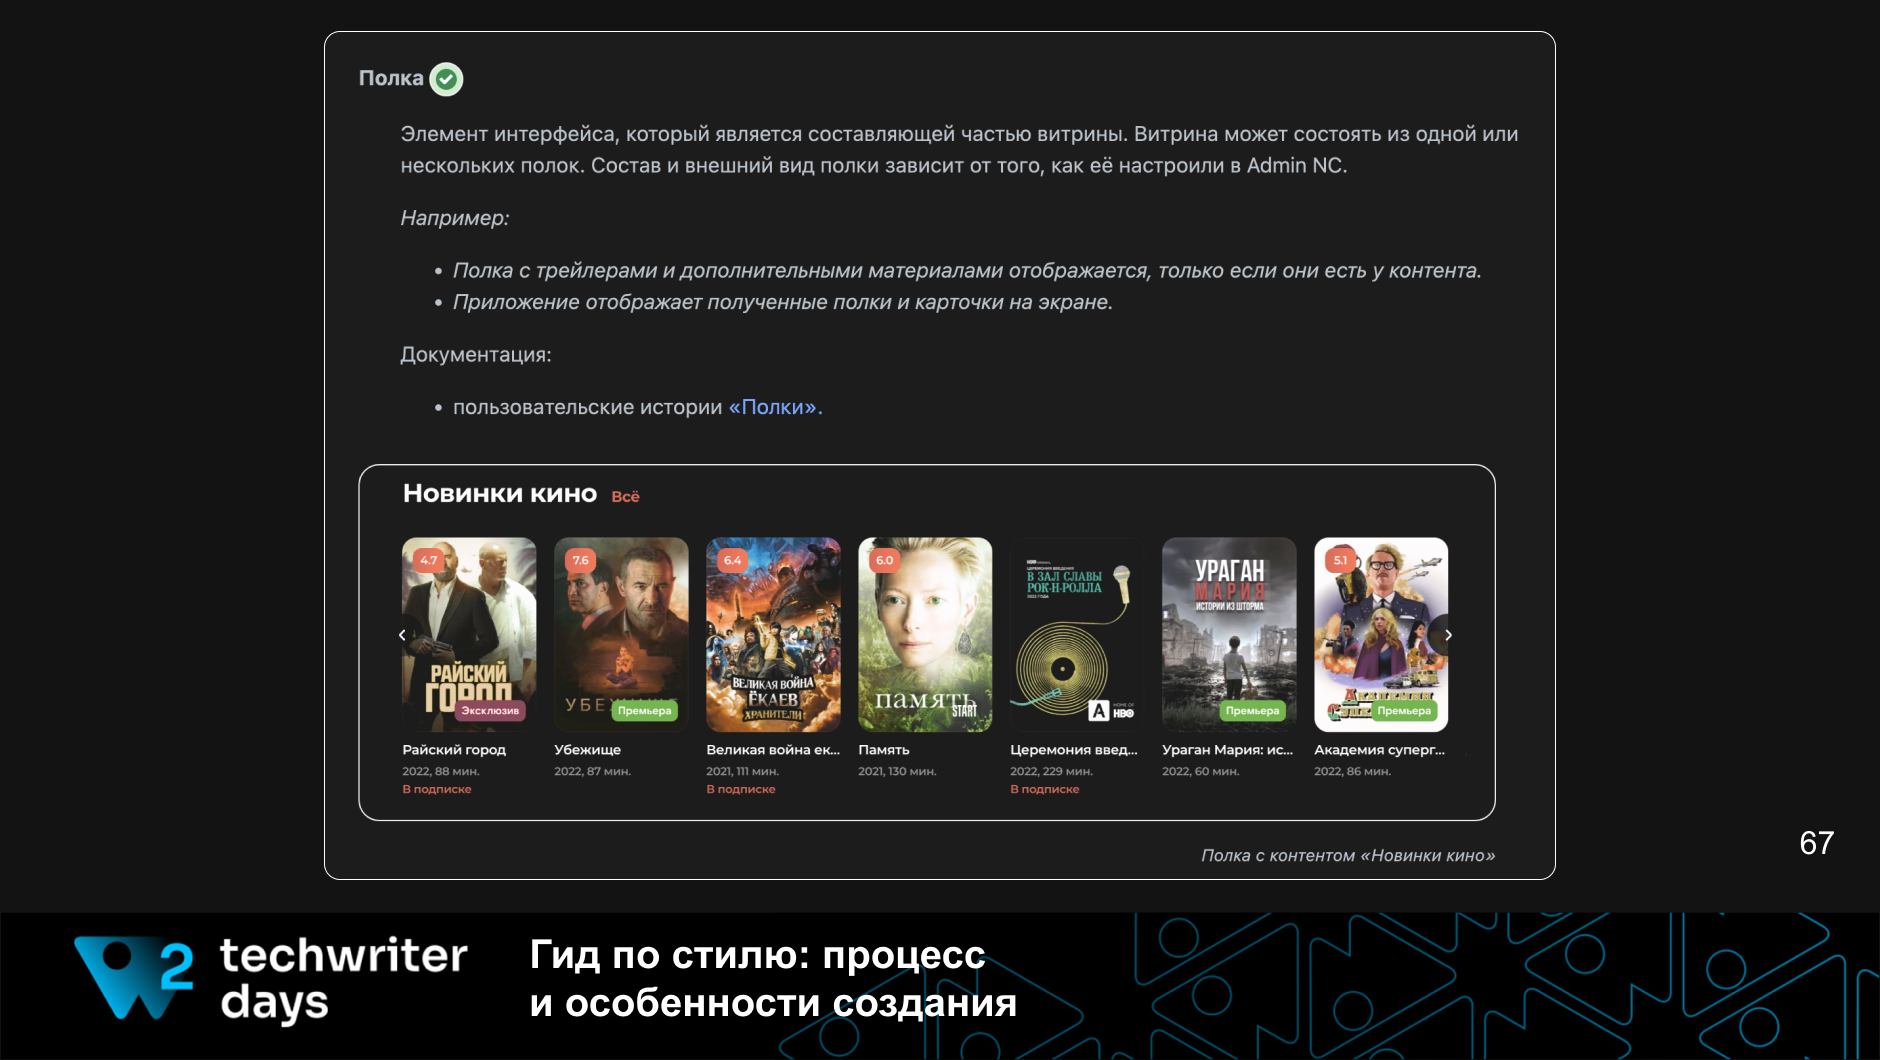 Полка
Элемент интерфейса, который является составляющей частью витрины. Витрина может состоять из одной или
нескольких полок. Состав и внешний вид полки зависит от того, как её настроили в Admin NC.
Например:
• Полка с трейлерами и дополнительными материалами отображается, только если они есть у контента.
• Приложение отображает полученные полки и карточки на экране.
Документация:
• пользовательские истории «Полки».
Новинки кино Всё
4.7
РАЙСКИЙ
ГОРОД
Эксклюзив
Райский город
2022, 88 мин.
В подписке
7.6
Премьера
Убежище
2022, 87 мин.
6.4
ВЕЛИКАЯ ВОЙНА
ЁКАЕВ
ХРАНИТЕЛИ
Великая война ек...
2021, 111 мин.
В подписке
6.0
память
START
Память
2021, 130 мин.
ЦЕРЕМОНИЯ ВВЕДЕНИЯ
В ЗАЛ СЛАВЫ
РОК-Н-РОЛЛА
2022 ГОДА
A HOME OF
HBO
Церемония введ...
2022, 229 мин.
В подписке
УРАГАН
МАРИЯ
ИСТОРИИ ИЗ ШТОРМА
Премьера
Ураган Мария: ис...
2022, 60 мин.
5.1
Премьера
Академия суперг...
2022, 86 мин.
Полка с контентом «Новинки кино»
67
2 techwriter
days
Гид по стилю: процесс
и особенности создания